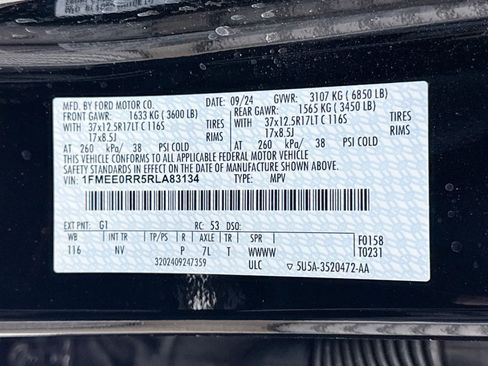 MFD. BY FORD MOTOR CO.
DATE: 09/24 GVWR: 3107 KG (6850 LB)
FRONT GAWR: 1633 KG (3600 LB) REAR GAWR: 1565 KG (3450 LB)
WITH 37x12.5R17LT C 116S TIRES WITH 37x12.5R17LT C 116S TIRES
17x8.5J RIMS 17x8.5J RIMS
AT 260 kPa/ 38 PSI COLD AT 260 kPa/ 38 PSI COLD
THIS VEHICLE CONFORMS TO ALL APPLICABLE FEDERAL MOTOR VEHICLE
SAFETY STANDARDS IN EFFECT ON THE DATE OF MANUFACTURE SHOWN ABOVE.
VIN: 1FMEE0RR5RLA83134 TYPE: MPV
EXT PNT: G1 RC: 53 DSO:
WB INT TR TP/PS R AXLE TR SPR F0158
116 NV P 7L T WWWW T0231
3202409247359 ULC 5U5A-3520472-AA